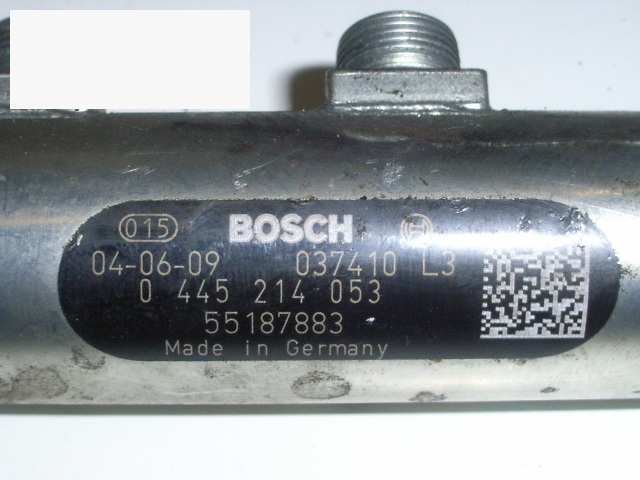 015 BOSCH
04-06-09 037410 L3
0 445 214 053
55187883
Made in Germany